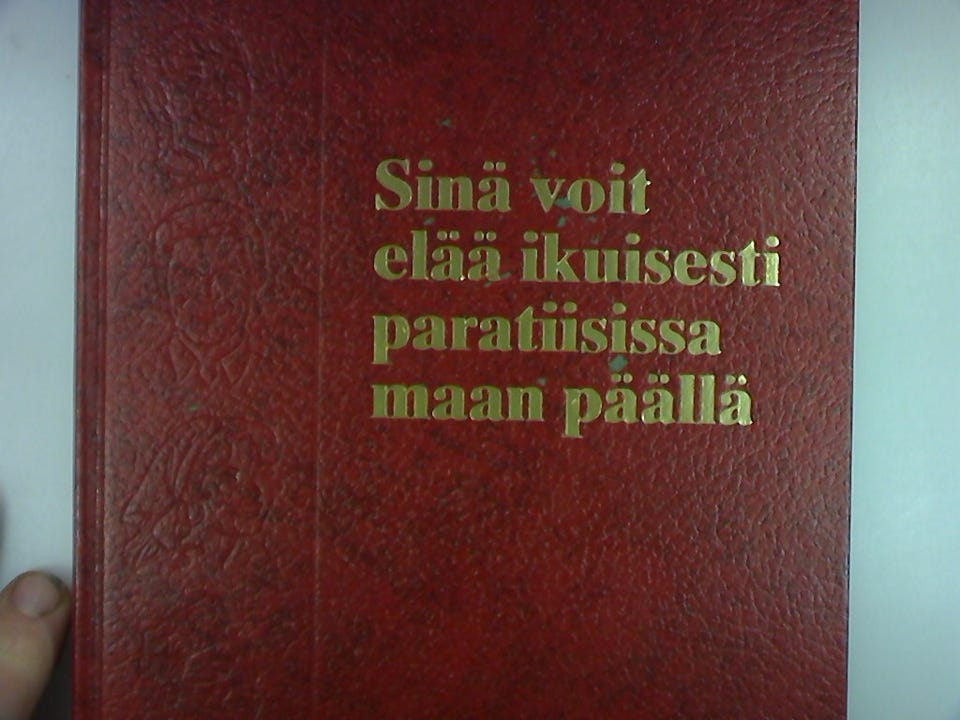 Sinä voit
elää ikuisesti
paratiisissa
maan päällä